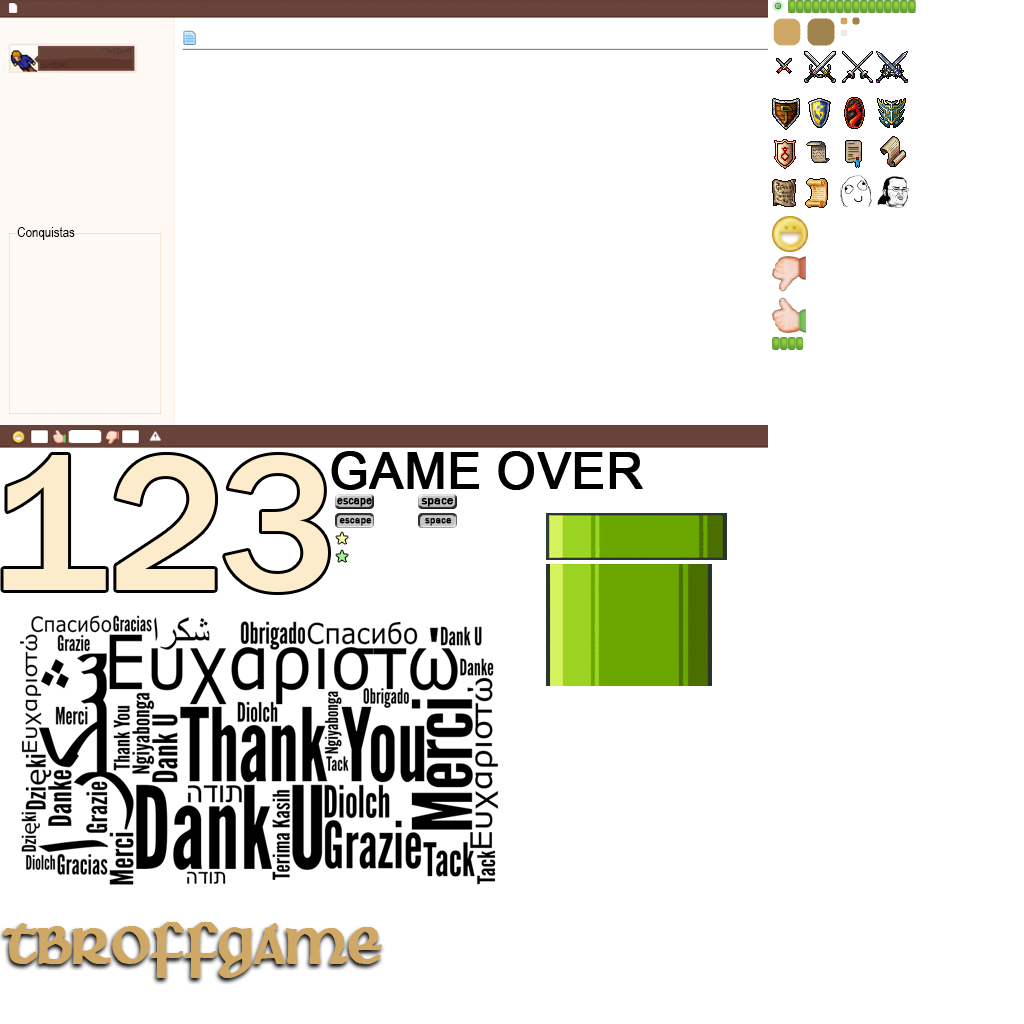 Conquistas
123
GAME OVER
escape space
escape space
Спасибо Gracias شكرا Obrigado Спасибо Dank U
Grazie Ευχαριστώ Danke
Ευχαριστώ
شكرا
Merci Thank You Ngiyabonga Dank U Diolch Ngiyabonga Obrigado
Thank You Merci Ευχαριστώ
Tack
Dzięki Danke Grazie תודה Diolch
Dzięki Merci Dank U Terima Kasih Grazie
Diolch Gracias תודה Tack Tack
TBROFFGAME